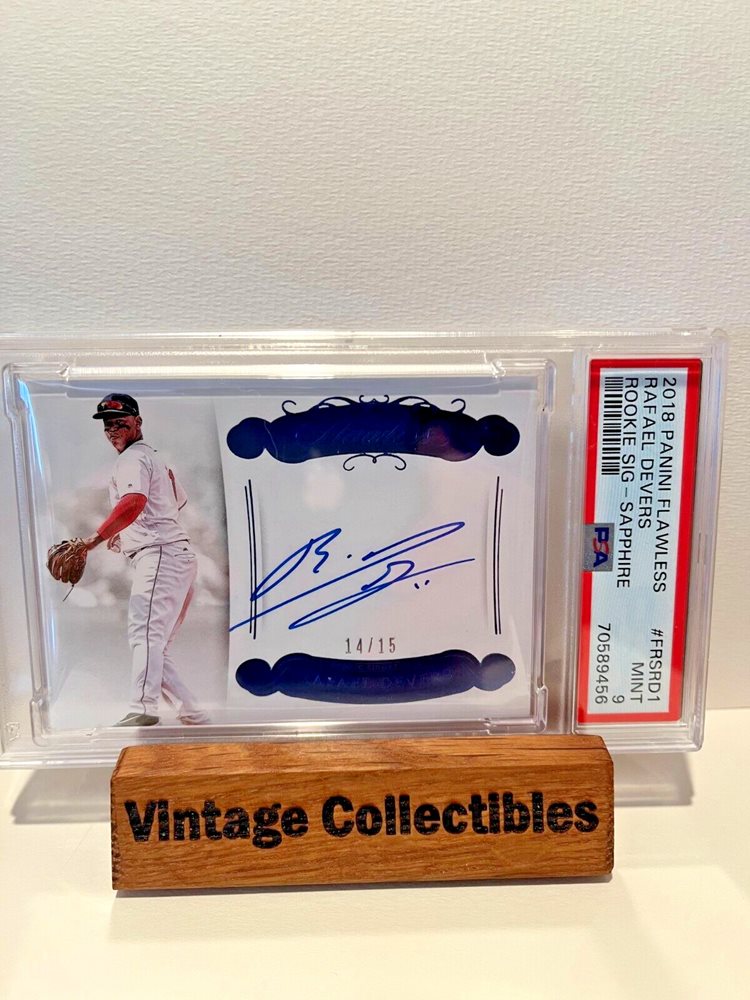 2018 PANINI FLAWLESS
RAFAEL DEVERS
ROOKIE SIG – SAPPHIRE
#FRSRD1
MINT
9
70589456
PSA
14/15
Vintage Collectibles